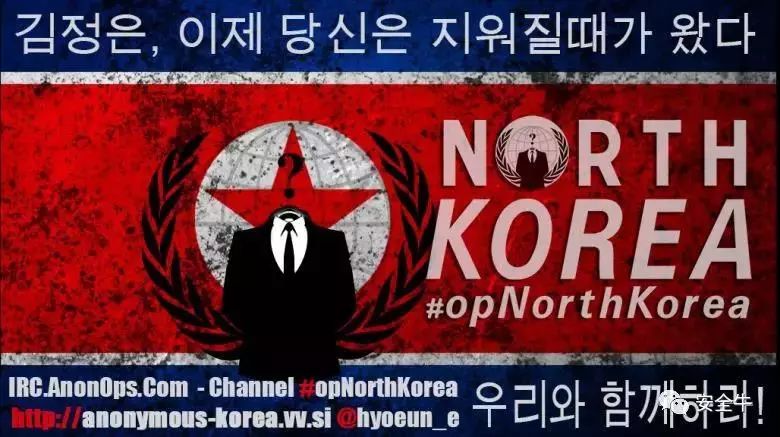 김정은, 이제 당신은 지워질때가 왔다
NORTH
KOREA
#opNorthKorea
IRC.AnonOps.Com - Channel #opNorthKorea
http://anonymous-korea.vv.si @hyoeun_e
우리와 함께하라!
安全牛